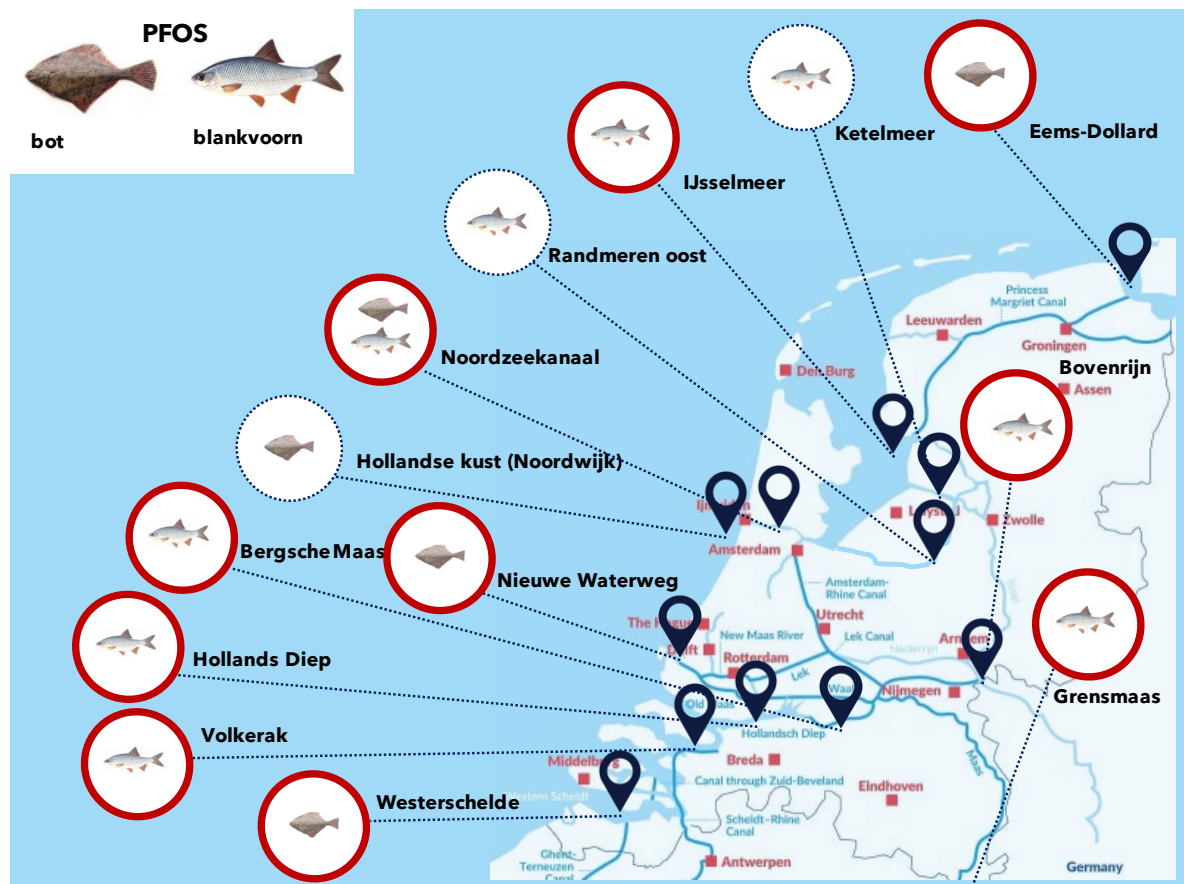 PFOS
bot
blankvoorn
Ketelmeer
Eems-Dollard
IJsselmeer
Randmeren oost
Noordzeekanaal
Hollandse kust (Noordwijk)
Bergsche Maas
Nieuwe Waterweg
Hollands Diep
Volkerak
Westerschelde
Bovenrijn
Grensmaas
Princess
Margriet Canal
Leeuwarden
Groningen
Den Burg
Assen
Zwolle
Amsterdam
Amsterdam-
Rhine Canal
Utrecht
The
New Maas River
Lek Canal
Nederrijn
Rotterdam
Lek
Waal
Nijmegen
Hollandsch Diep
Breda
Maas
Canal through Zuid-Beveland
Eindhoven
Western Scheldt
Scheldt–Rhine
Canal
Ghent-
Terneuzen
Canal
Antwerpen
Germany